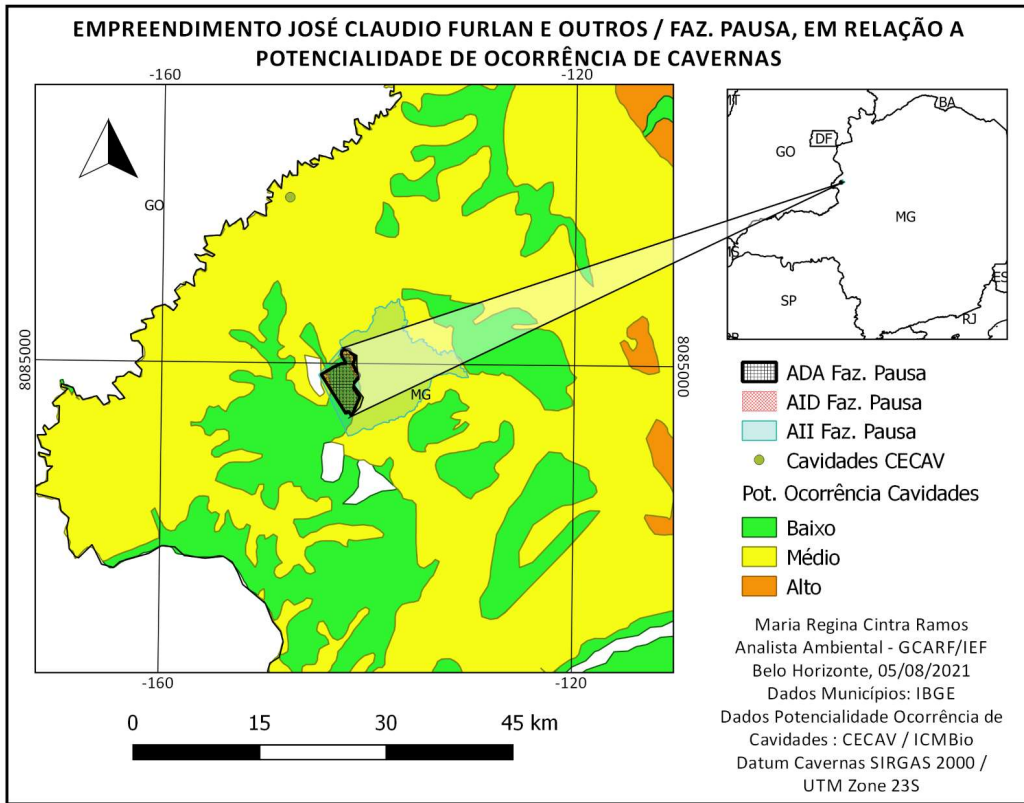 EMPREENDIMENTO JOSÉ CLAUDIO FURLAN E OUTROS / FAZ. PAUSA, EM RELAÇÃO A
POTENCIALIDADE DE OCORRÊNCIA DE CAVERNAS
-160
-120
GO
MG
8085000
8085000
-160
-120
0 15 30 45 km
BA
DF
GO
MG
SP
ES
RJ
ADA Faz. Pausa
AID Faz. Pausa
AII Faz. Pausa
Cavidades CECAV
Pot. Ocorrência Cavidades
Baixo
Médio
Alto
Maria Regina Cintra Ramos
Analista Ambiental - GCARF/IEF
Belo Horizonte, 05/08/2021
Dados Municípios: IBGE
Dados Potencialidade Ocorrência de
Cavidades : CECAV / ICMBio
Datum Cavernas SIRGAS 2000 /
UTM Zone 23S